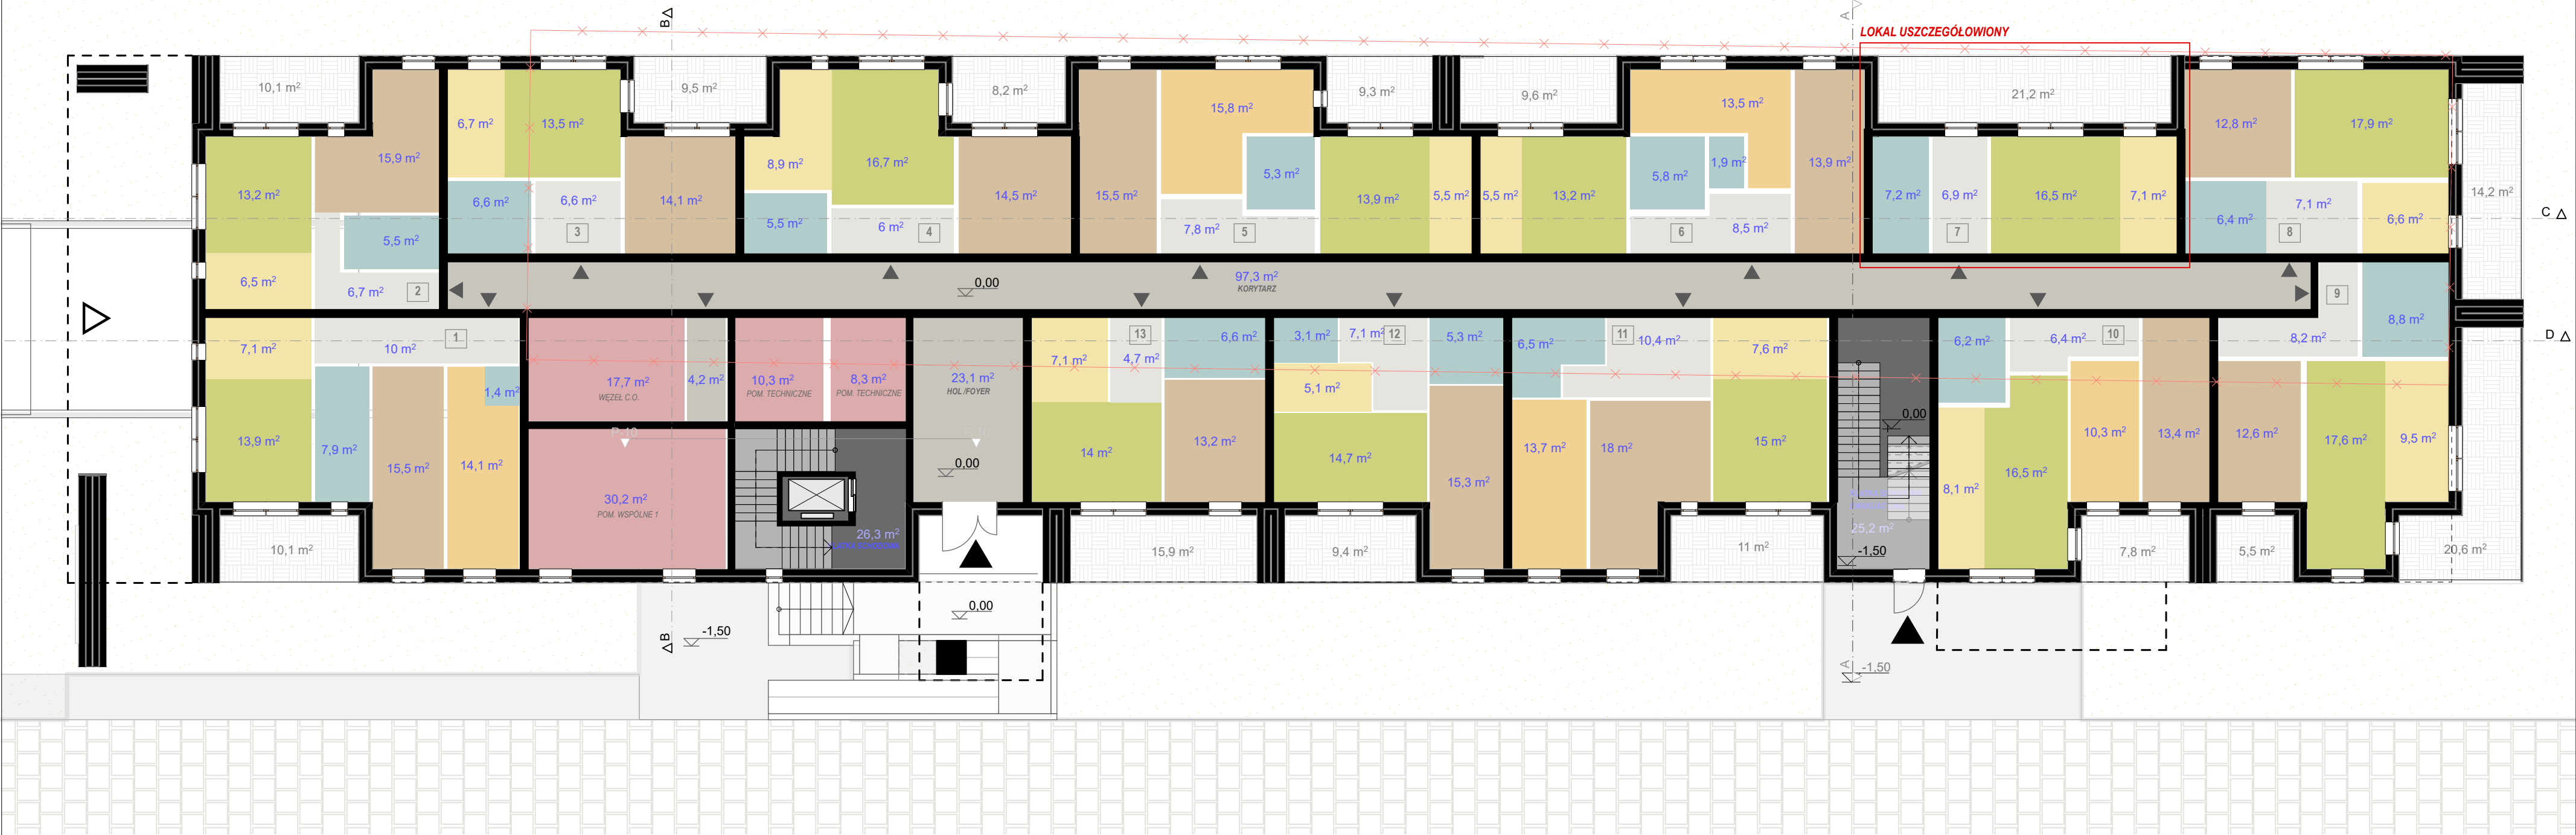 B
A
LOKAL USZCZEGÓŁOWIONY
10,1 m²
9,5 m²
8,2 m²
9,3 m²
9,6 m²
21,2 m²
14,2 m²
13,2 m²
15,9 m²
5,5 m²
6,5 m²
6,7 m²
2
6,7 m²
13,5 m²
6,6 m²
6,6 m²
3
14,1 m²
8,9 m²
16,7 m²
5,5 m²
6 m²
4
14,5 m²
15,5 m²
15,8 m²
5,3 m²
7,8 m²
5
13,9 m²
5,5 m²
5,5 m²
13,2 m²
13,5 m²
5,8 m²
1,9 m²
6
8,5 m²
13,9 m²
7,2 m²
6,9 m²
7
16,5 m²
7,1 m²
12,8 m²
17,9 m²
6,4 m²
7,1 m²
8
6,6 m²
C
97,3 m²
KORYTARZ
0,00
9
8,2 m²
8,8 m²
D
7,1 m²
10 m²
1
13,9 m²
7,9 m²
15,5 m²
14,1 m²
1,4 m²
17,7 m²
WĘZEŁ C.O.
4,2 m²
10,3 m²
POM. TECHNICZNE
8,3 m²
POM. TECHNICZNE
23,1 m²
HOL /FOYER
0,00
30,2 m²
POM. WSPÓLNE 1
26,3 m²
7,1 m²
13
4,7 m²
6,6 m²
14 m²
13,2 m²
3,1 m²
7,1 m²
12
5,3 m²
5,1 m²
14,7 m²
15,3 m²
6,5 m²
11
10,4 m²
7,6 m²
13,7 m²
18 m²
15 m²
0,00
25,2 m²
-1,50
6,2 m²
6,4 m²
10
8,1 m²
16,5 m²
10,3 m²
13,4 m²
12,6 m²
17,6 m²
9,5 m²
10,1 m²
15,9 m²
9,4 m²
11 m²
7,8 m²
5,5 m²
20,6 m²
0,00
B
-1,50
A
-1,50